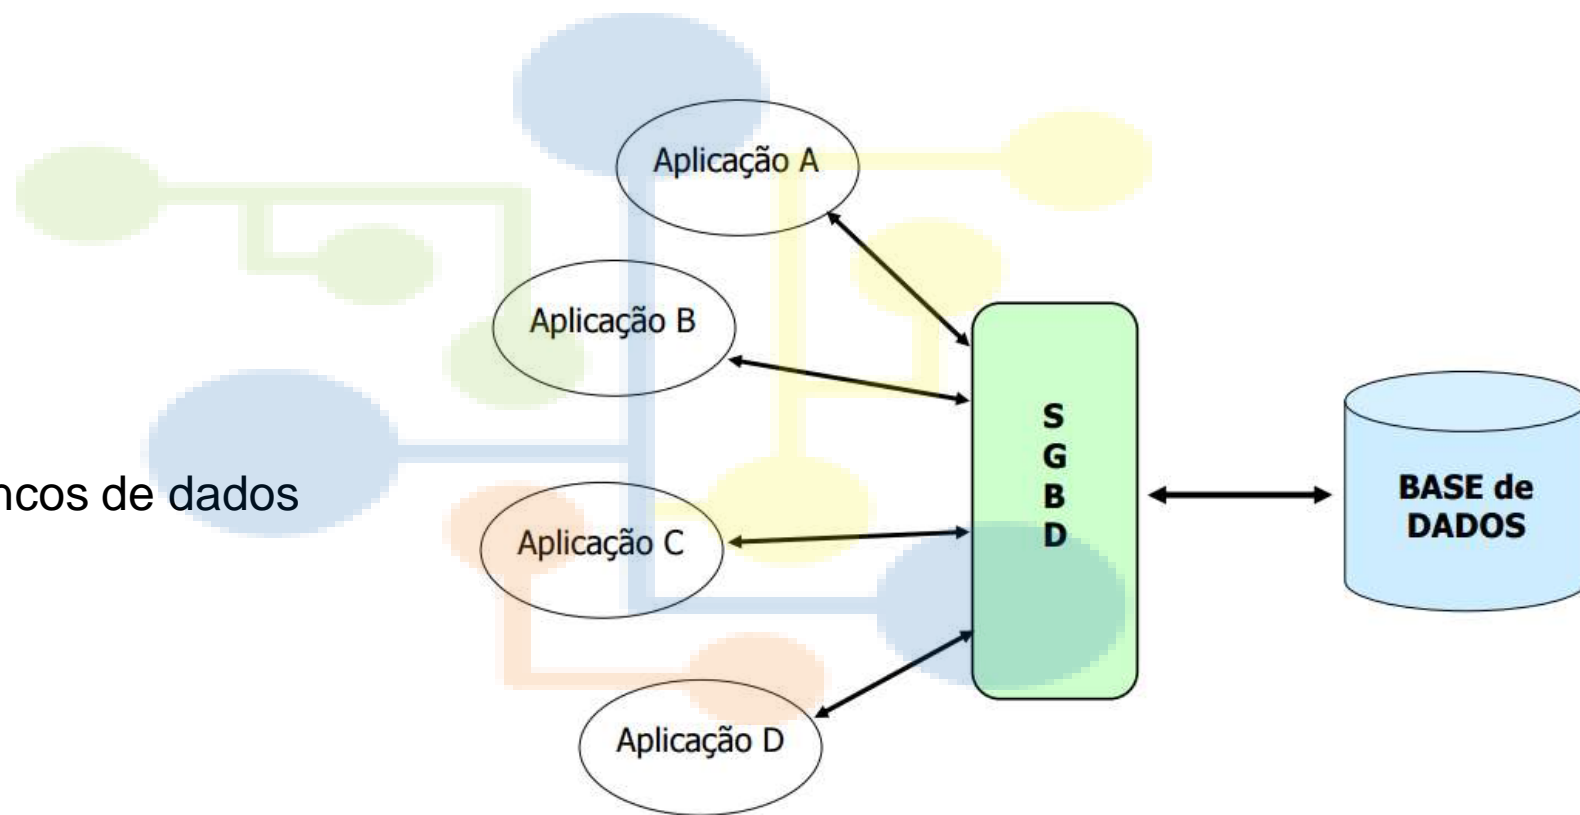 Aplicação A
Aplicação B
ncos de dados
Aplicação C
Aplicação D
S
G
B
D
BASE de
DADOS